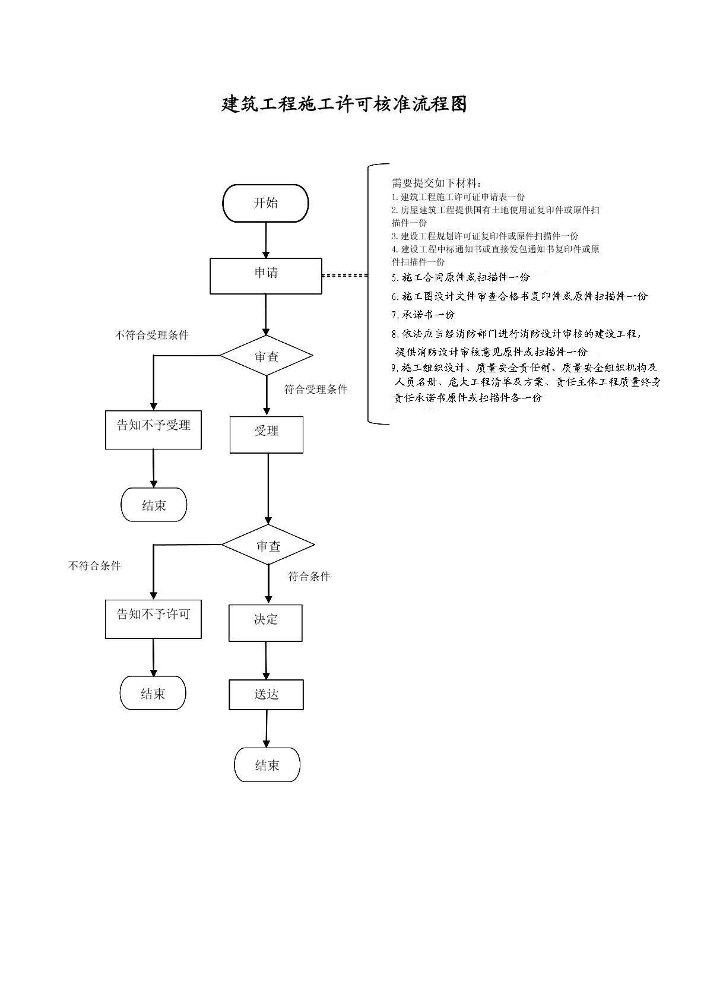 建筑工程施工许可核准流程图
开始
申请
需要提交如下材料：
1.建筑工程施工许可证申请表一份
2.房屋建筑工程提供国有土地使用证复印件或原件扫
描件一份
3.建设工程规划许可证复印件或原件扫描件一份
4.建设工程中标通知书或直接发包通知书复印件或原
件扫描件一份
5.施工合同原件或扫描件一份
6.施工图设计文件审查合格书复印件或原件扫描件一份
7.承诺书一份
8.依法应当经消防部门进行消防设计审核的建设工程，
提供消防设计审核意见原件或扫描件一份
9.施工组织设计、质量安全责任制、质量安全组织机构及
人员名册、危大工程清单及方案、责任主体工程质量终身
责任承诺书原件或扫描件各一份
不符合受理条件
审查
符合受理条件
告知不予受理
受理
结束
审查
不符合条件
符合条件
告知不予许可
决定
结束
送达
结束